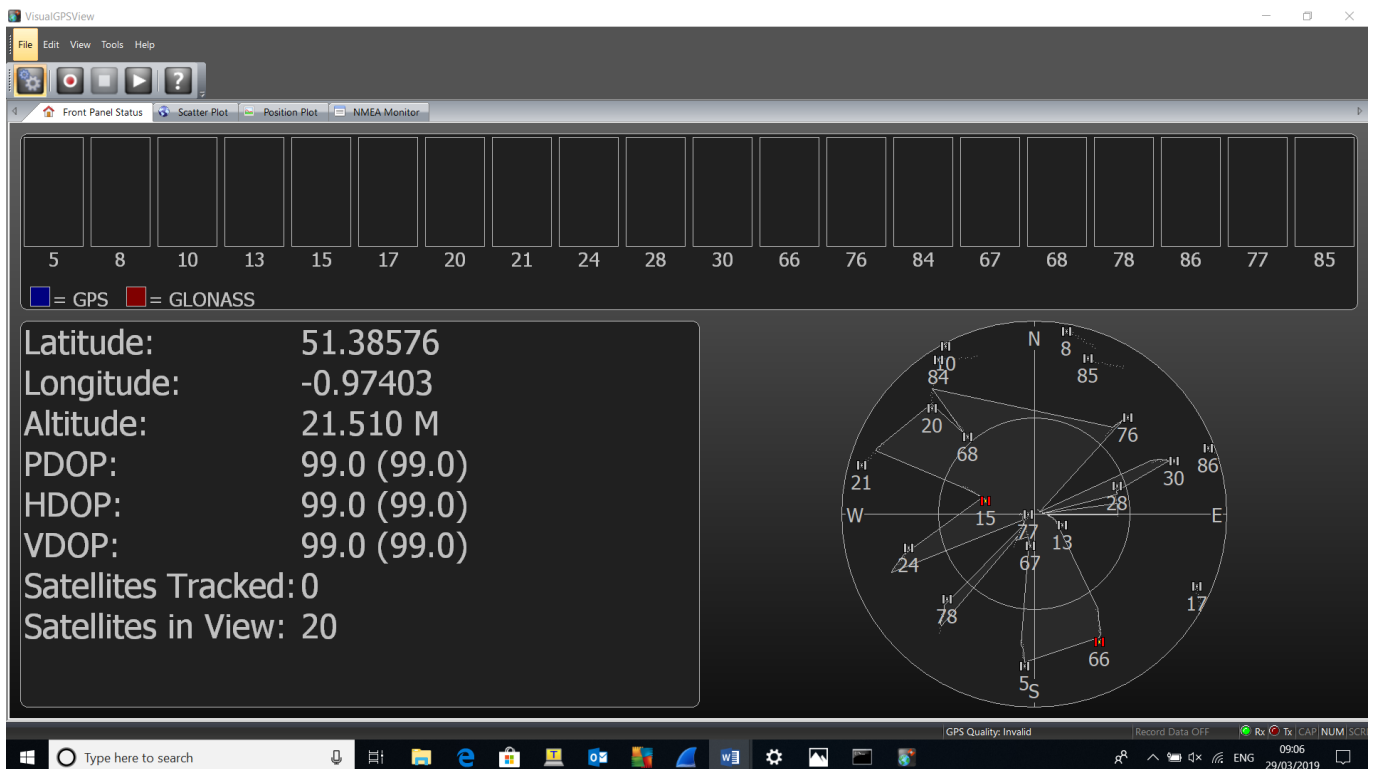 VisualGPSView
File Edit View Tools Help
Front Panel Status Scatter Plot Position Plot NMEA Monitor
5 8 10 13 15 17 20 21 24 28 30 66 76 84 67 68 78 86 77 85
= GPS = GLONASS
Latitude: 51.38576
Longitude: -0.97403
Altitude: 21.510 M
PDOP: 99.0 (99.0)
HDOP: 99.0 (99.0)
VDOP: 99.0 (99.0)
Satellites Tracked: 0
Satellites in View: 20
N
8
10
84
85
20
76
68
86
21
30
28
W
15
E
77
13
24
67
17
78
66
5
S
GPS Quality: Invalid Record Data OFF Rx Tx CAP NUM SCR
Type here to search
ENG
09:06
29/03/2019